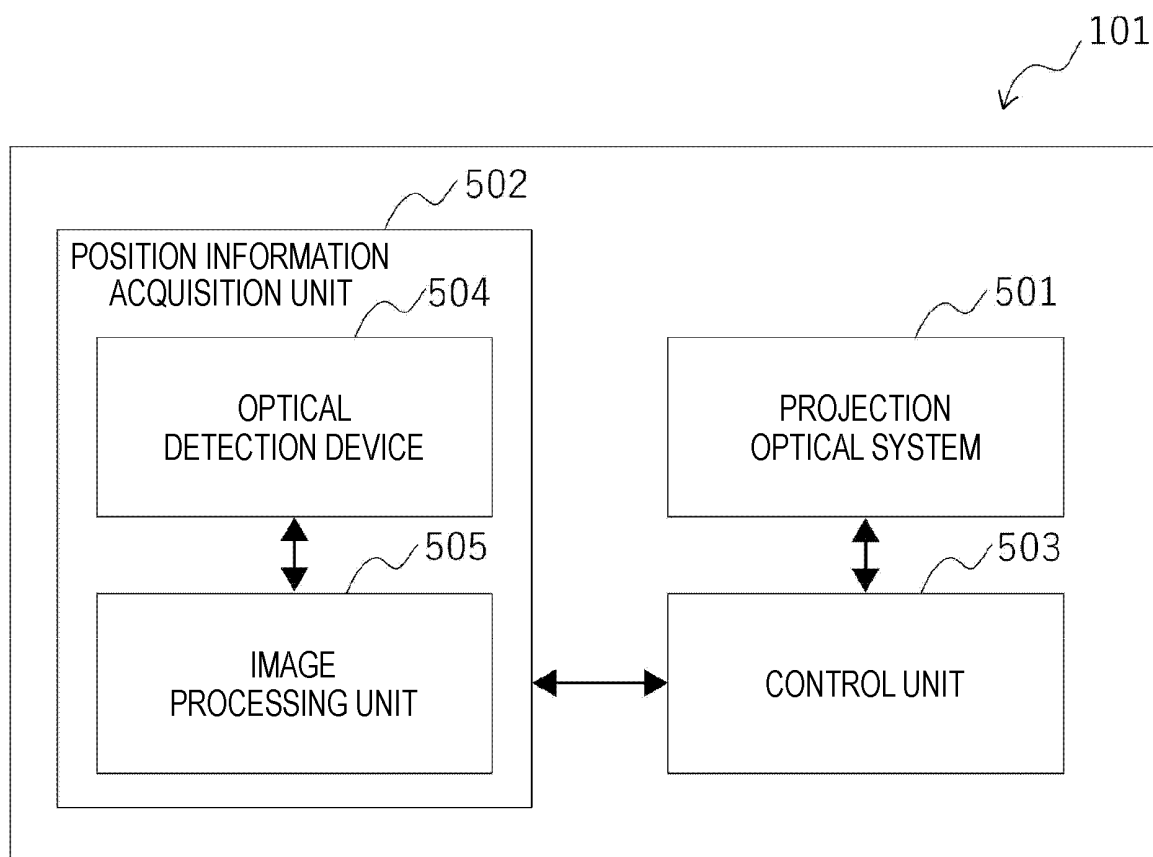 101
502
POSITION INFORMATION
ACQUISITION UNIT
504
501
OPTICAL
DETECTION DEVICE
PROJECTION
OPTICAL SYSTEM
505
503
IMAGE
PROCESSING UNIT
CONTROL UNIT